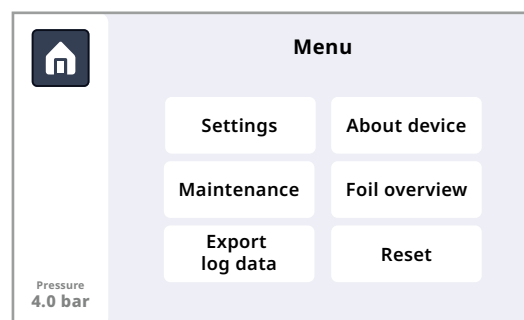 Menu
Settings
About device
Maintenance
Foil overview
Export
log data
Reset
Pressure
4.0 bar